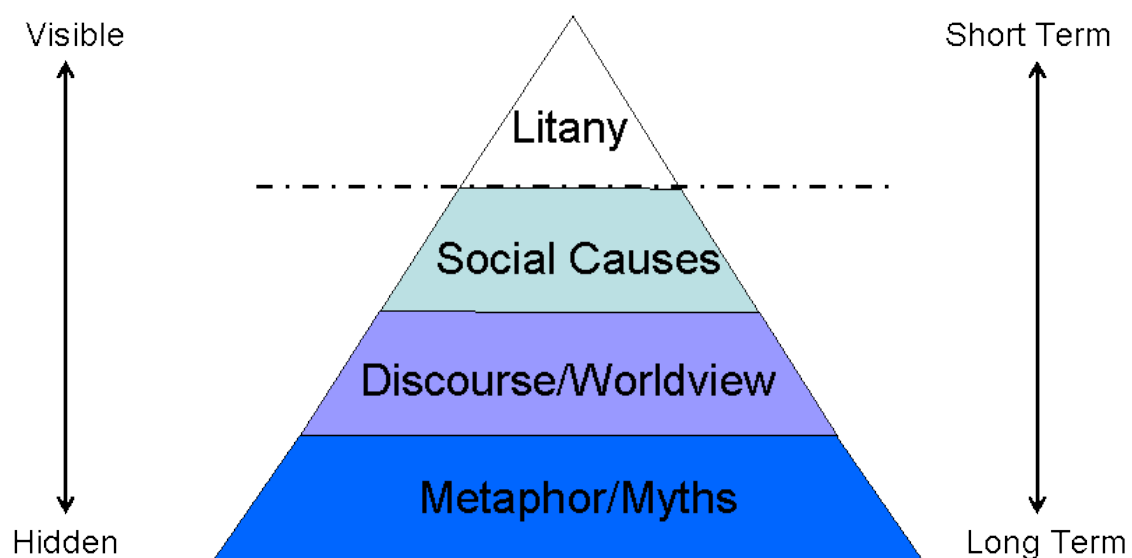 Visible
Short Term
Litany
Social Causes
Discourse/Worldview
Metaphor/Myths
Hidden
Long Term